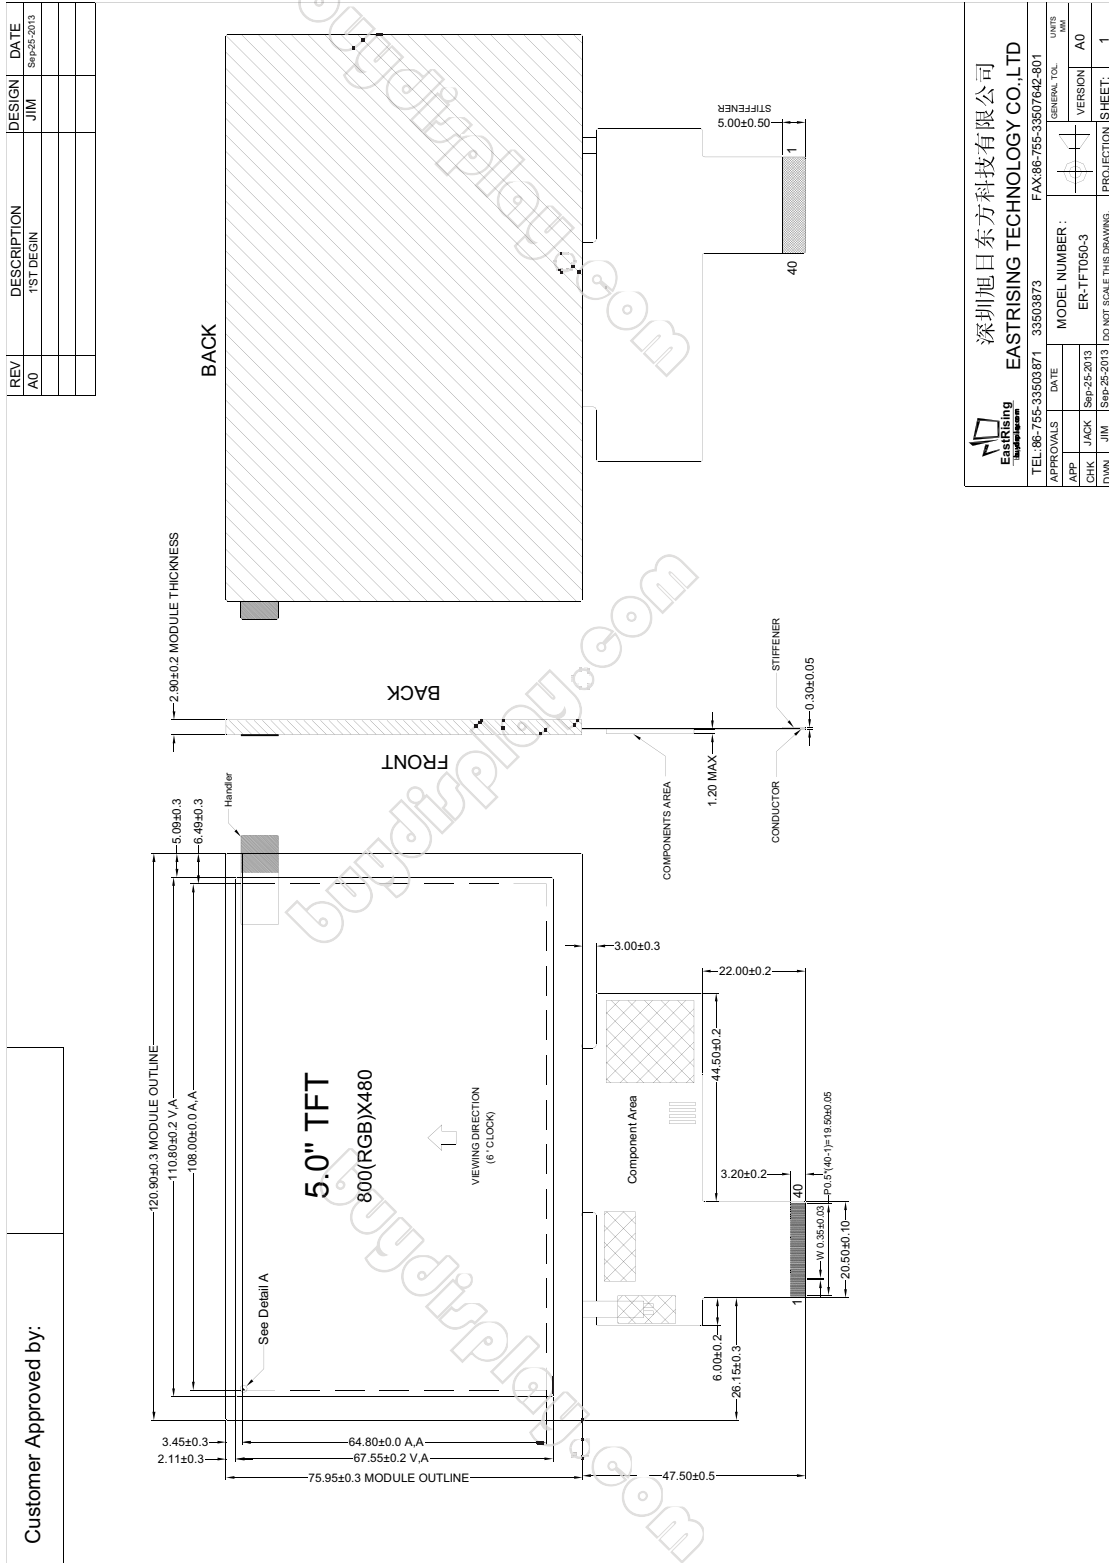 Customer Approved by:
REV DESCRIPTION DESIGN DATE
A0 1'ST DEGIN JIM Sep-25-2013
120.90±0.3 MODULE OUTLINE
110.80±0.2 V,A
108.00±0.0 A,A
5.09±0.3
6.49±0.3
Handler
See Detail A
5.0" TFT
800(RGB)X480
VIEWING DIRECTION
(6 ' CLOCK)
3.45±0.3
2.11±0.3
64.80±0.0 A,A
67.55±0.2 V,A
75.95±0.3 MODULE OUTLINE
47.50±0.5
3.00±0.3
22.00±0.2
44.50±0.2
Component Area
3.20±0.2
6.00±0.2
26.15±0.3
1
40
W 0.35±0.03
P0.5*(40-1)=19.50±0.05
20.50±0.10
2.90±0.2 MODULE THICKNESS
FRONT
BACK
COMPONENTS AREA
1.20 MAX
CONDUCTOR
STIFFENER
0.30±0.05
BACK
STIFFENER
5.00±0.50
40
1
buydisplay.com
buydisplay.com
buydisplay.com
EastRising
深圳旭日东方科技有限公司
EASTRISING TECHNOLOGY CO.,LTD
TEL:86-755-33503871 33503873 FAX:86-755-33507642-801
APPROVALS DATE
APP
CHK JACK Sep-25-2013
DWN JIM Sep-25-2013
MODEL NUMBER :
ER-TFT050-3
DO NOT SCALE THIS DRAWING.
PROJECTION
GENERAL TOL.
UNITS
MM
VERSION A0
SHEET: 1